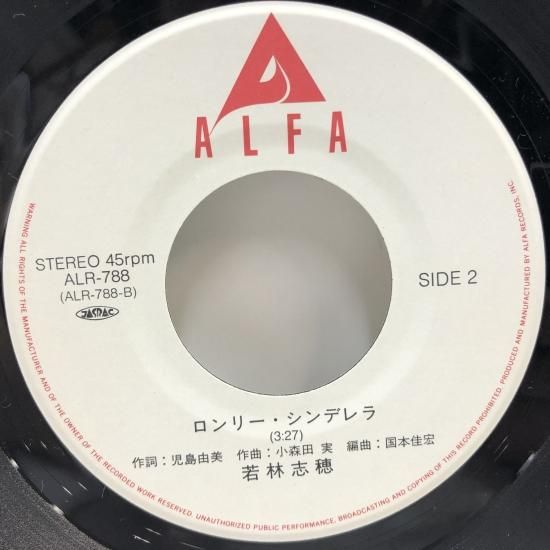 ALFA
STEREO 45rpm
ALR-788
(ALR-788-B)
JASRAC
SIDE 2
ロンリー・シンデレラ
(3:27)
作詞：児島由美 作曲：小森田 実 編曲：国本佳宏
若林志穂
WARNING ALL RIGHTS OF THE MANUFACTURER AND OF THE OWNER OF THE RECORDED WORK RESERVED. UNAUTHORIZED PUBLIC PERFORMANCE, BROADCASTING AND COPYING OF THIS RECORD PROHIBITED. PRODUCED AND MANUFACTURED BY ALFA RECORDS, INC.